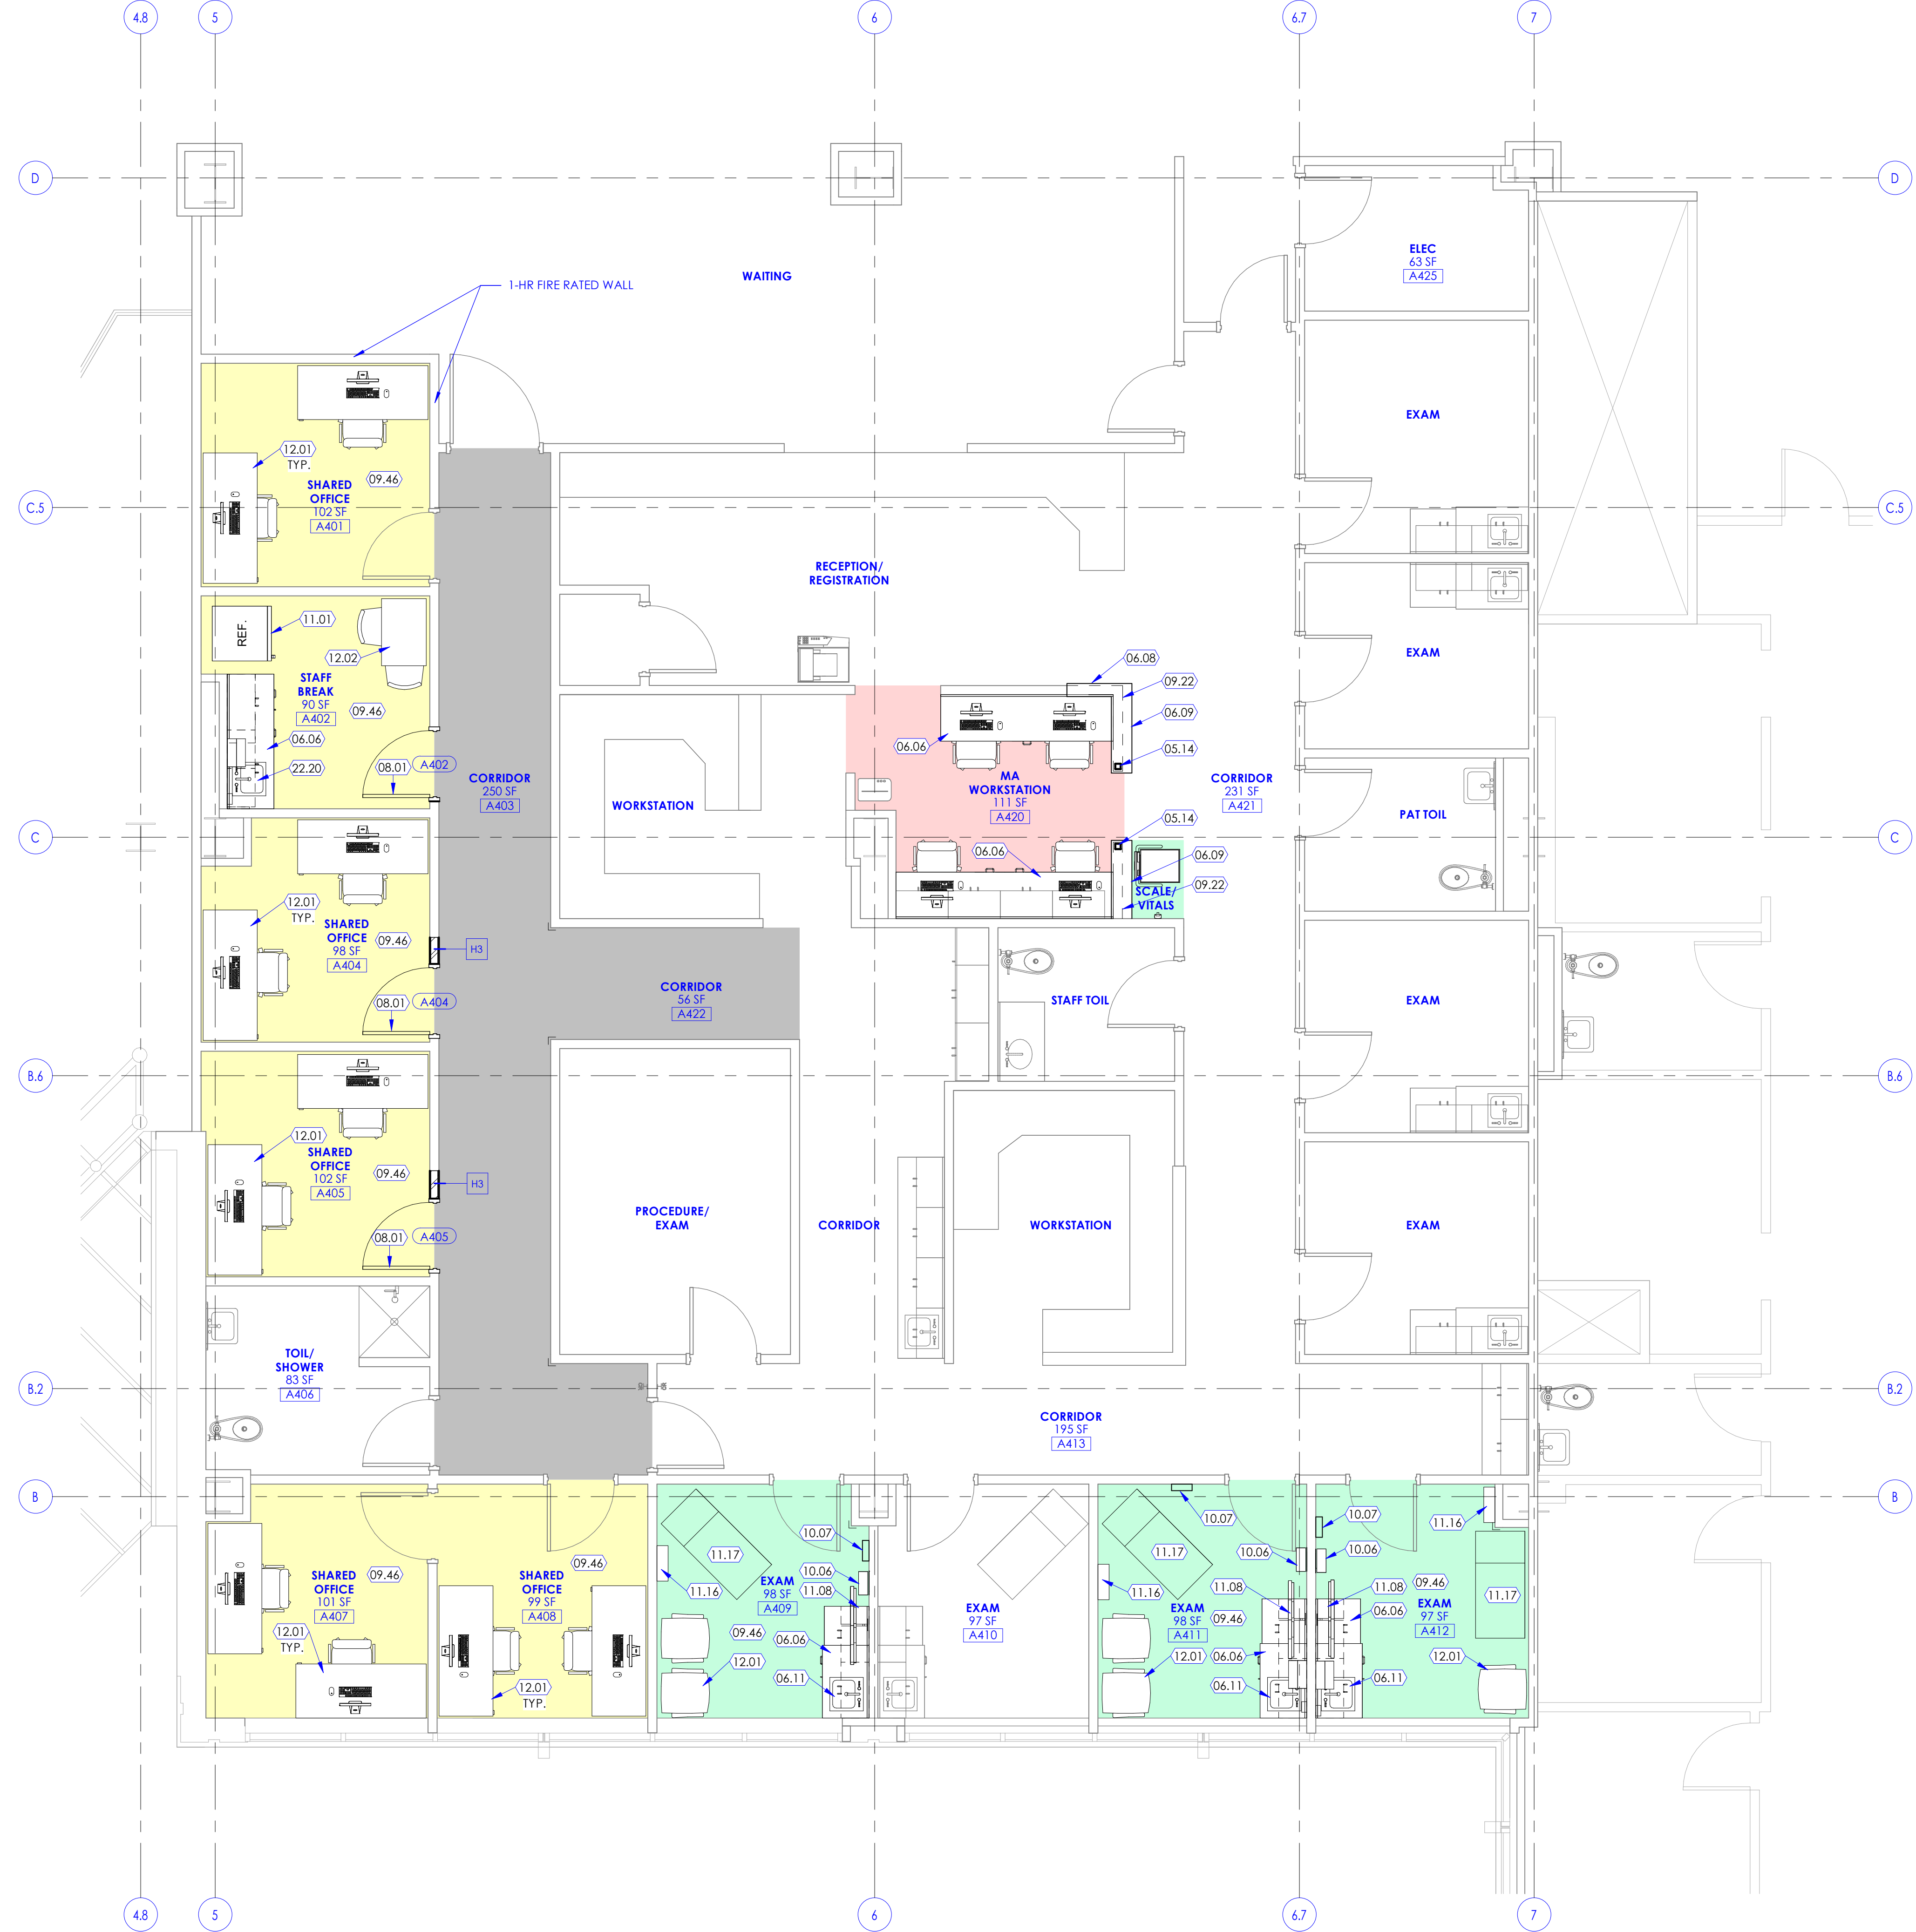 4.8
5
6
6.7
7
D
D
ELEC
63 SF
A425
WAITING
1-HR FIRE RATED WALL
EXAM
12.01
TYP.
09.46
SHARED
OFFICE
102 SF
A401
C.5
C.5
RECEPTION/
REGISTRATION
11.01
REF.
12.02
EXAM
06.08
STAFF
BREAK
90 SF
A402
09.46
09.22
06.09
06.06
06.06
05.14
22.20
08.01
A402
CORRIDOR
250 SF
A403
WORKSTATION
MA
WORKSTATION
111 SF
A420
CORRIDOR
231 SF
A421
PAT TOIL
05.14
C
C
06.06
06.09
09.22
SCALE/
VITALS
12.01
TYP.
SHARED
OFFICE
98 SF
A404
09.46
H3
08.01
A404
CORRIDOR
56 SF
A422
STAFF TOIL
EXAM
B.6
B.6
12.01
SHARED
OFFICE
102 SF
A405
09.46
H3
08.01
A405
PROCEDURE/
EXAM
CORRIDOR
WORKSTATION
EXAM
TOIL/
SHOWER
83 SF
A406
B.2
B.2
CORRIDOR
195 SF
A413
B
B
10.07
10.07
10.07
11.16
11.17
10.06
10.06
10.06
11.17
11.16
11.16
11.17
09.46
SHARED
OFFICE
101 SF
A407
12.01
TYP.
09.46
SHARED
OFFICE
99 SF
A408
12.01
TYP.
EXAM
98 SF
A409
11.08
09.46
06.06
12.01
06.11
EXAM
97 SF
A410
EXAM
98 SF
A411
11.08
09.46
12.01
06.06
06.11
11.08
09.46
06.06
EXAM
97 SF
A412
12.01
06.11
4.8
5
6
6.7
7